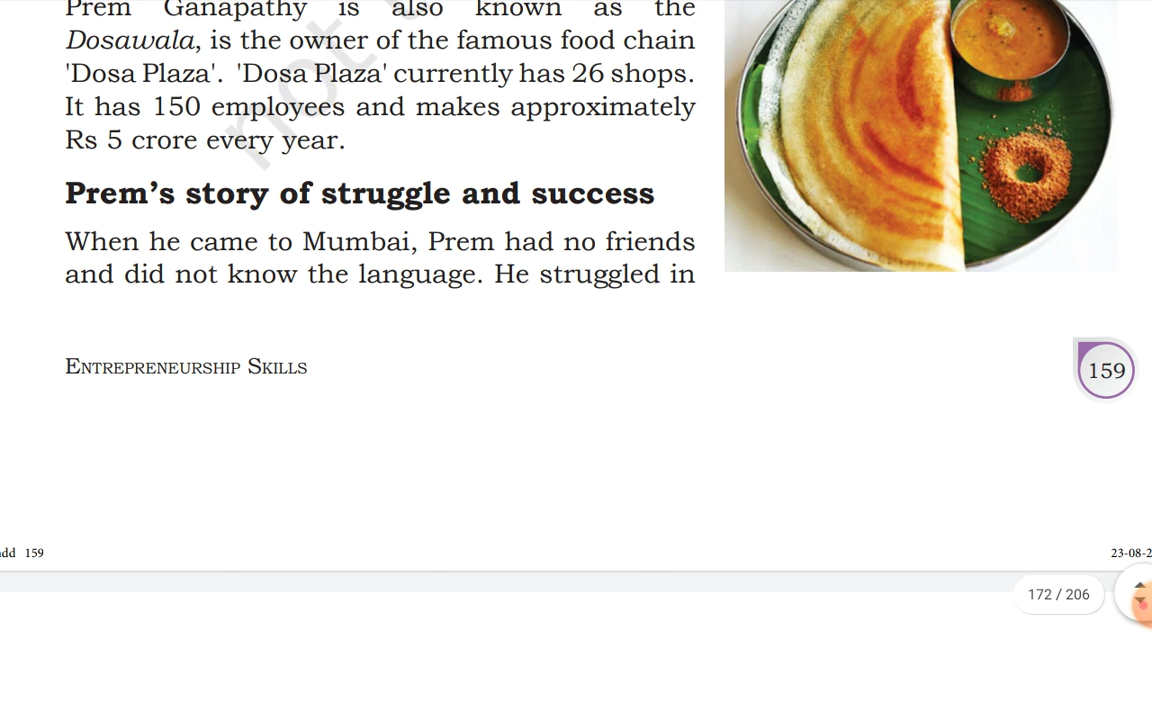 Prem Ganapathy is also known as the
Dosawala, is the owner of the famous food chain
'Dosa Plaza'. 'Dosa Plaza' currently has 26 shops.
It has 150 employees and makes approximately
Rs 5 crore every year.
not
Prem’s story of struggle and success
When he came to Mumbai, Prem had no friends
and did not know the language. He struggled in
Entrepreneurship Skills
159
159
23-08-2
172 / 206